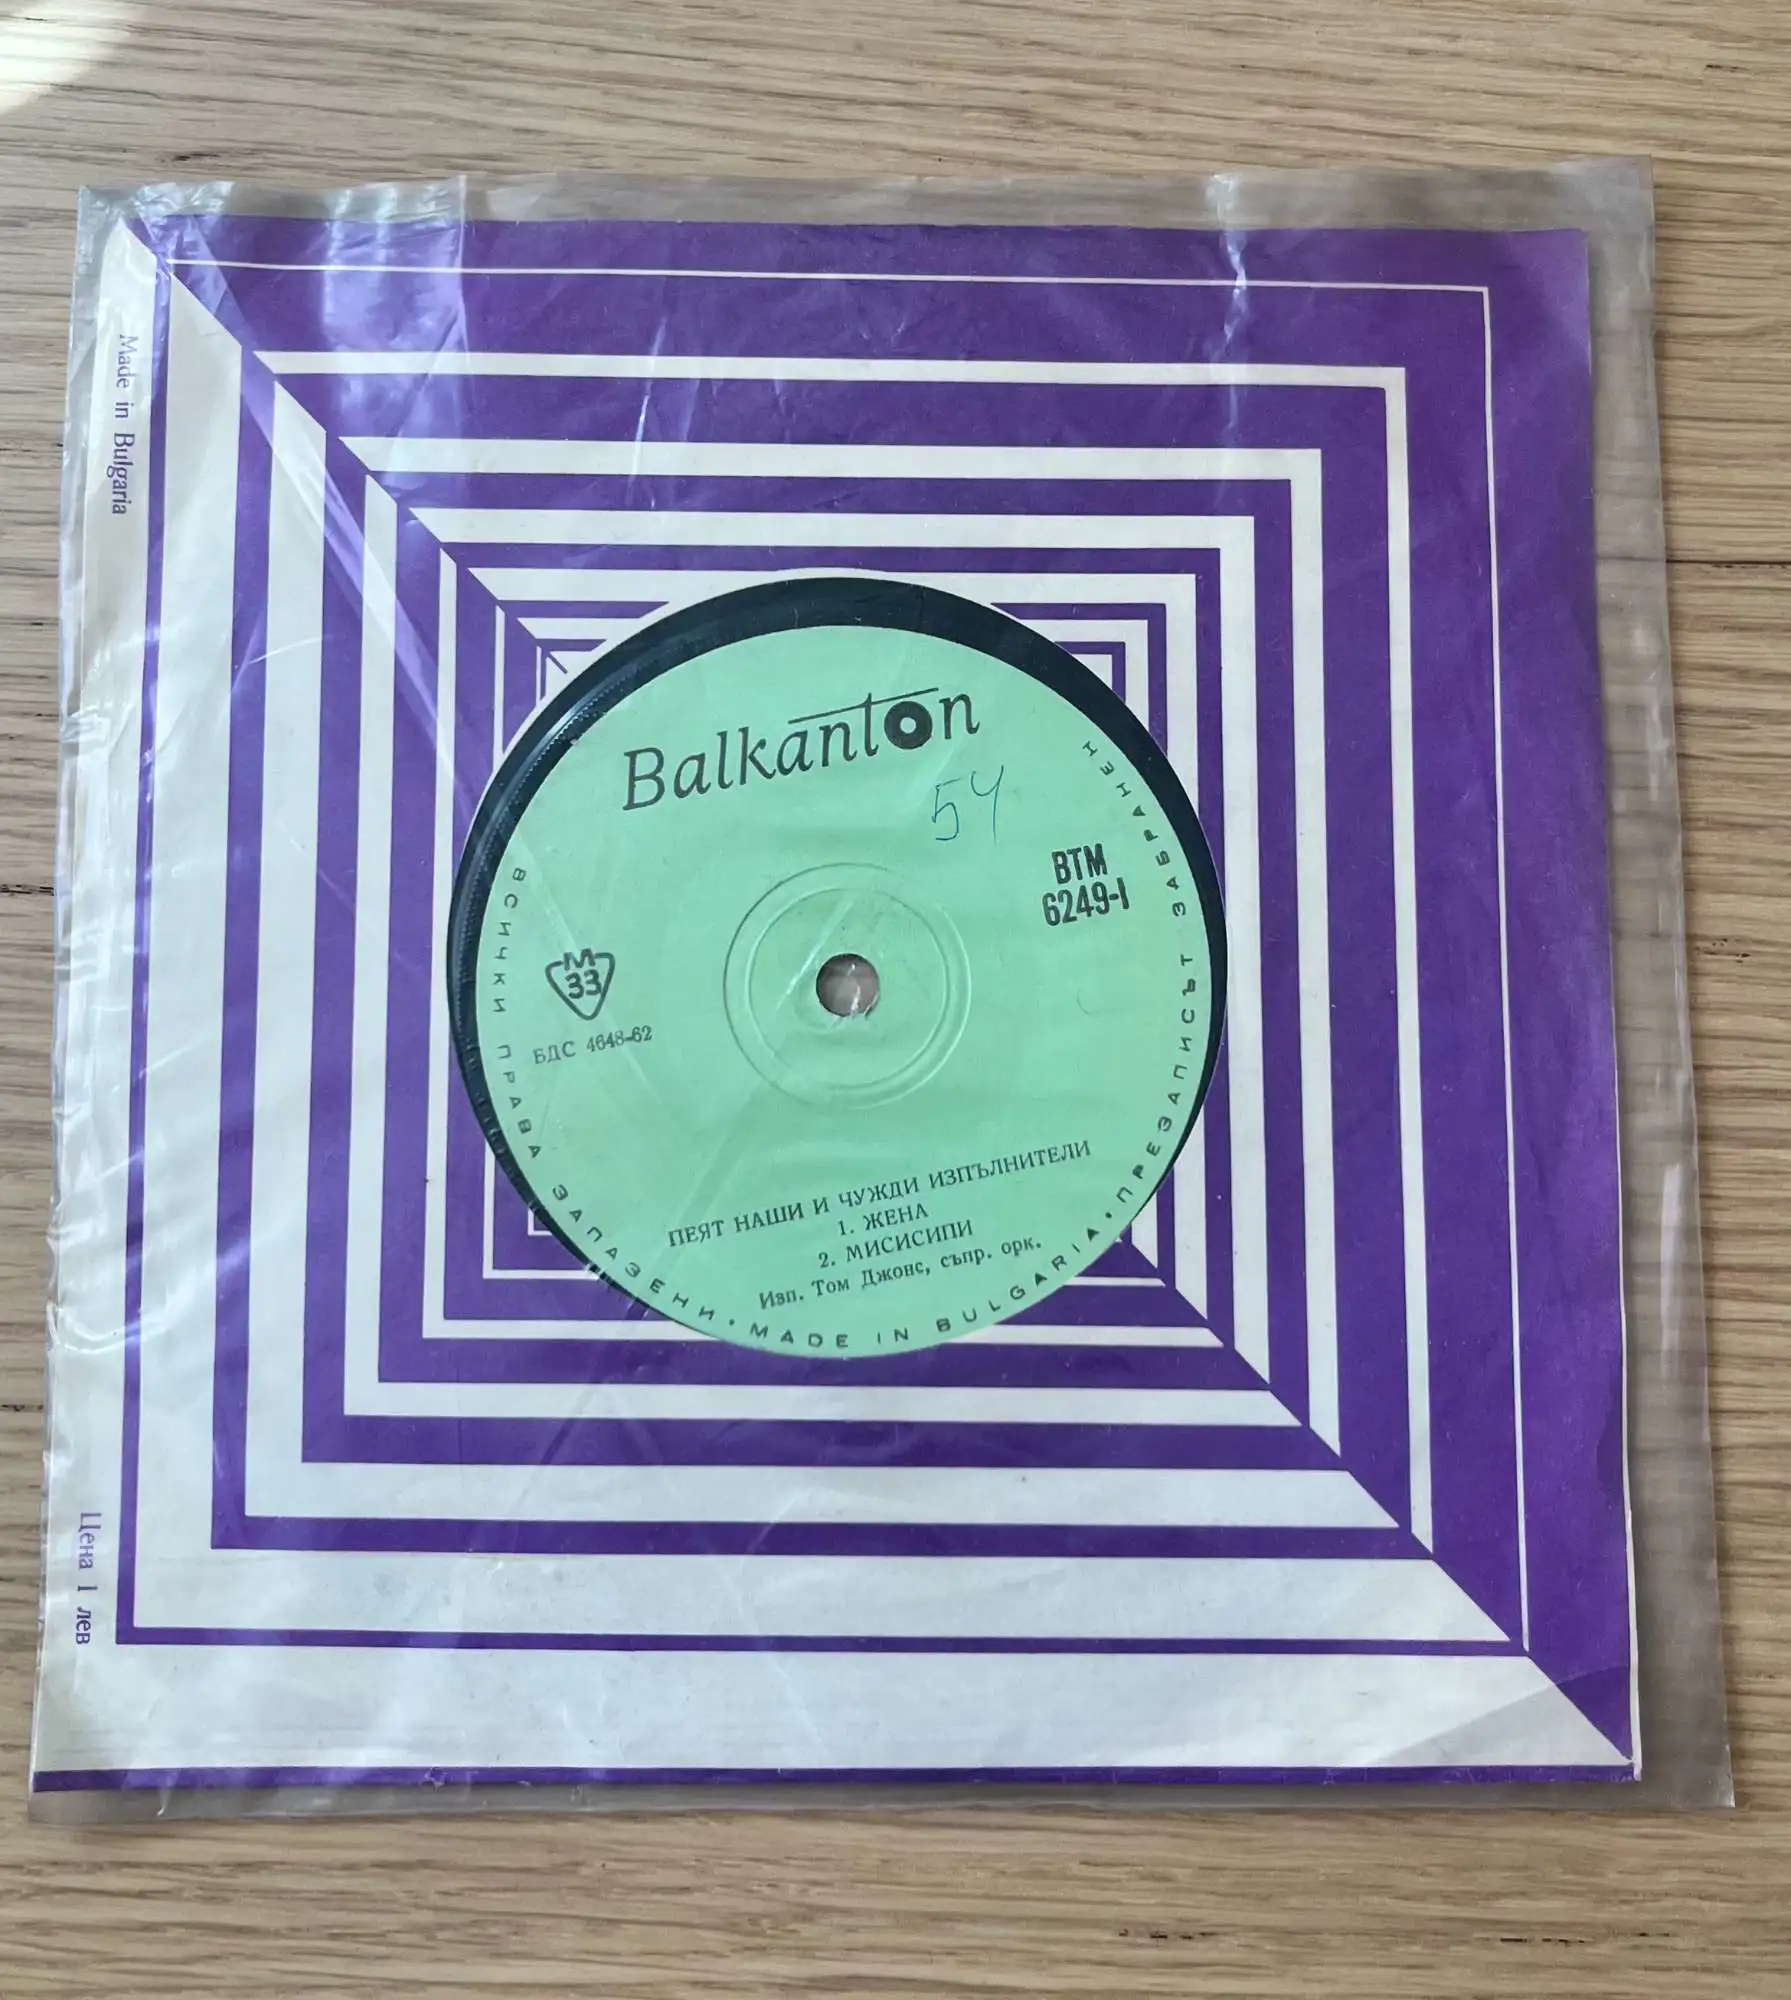 Made in Bulgaria
Цена 1 лев
Balkanton
54
ВТМ
6249-I
М
33
БДС 4648-62
ПЕЯТ НАШИ И ЧУЖДИ ИЗПЪЛНИТЕЛИ
1. ЖЕНА
2. МИСИСИПИ
Изп. Том Джонс, съпр. орк.
ВСИЧКИ ПРАВА ЗАПАЗЕНИ • MADE IN BULGARIA • ПРЕЗАПИСЪТ ЗАБРАНЕН